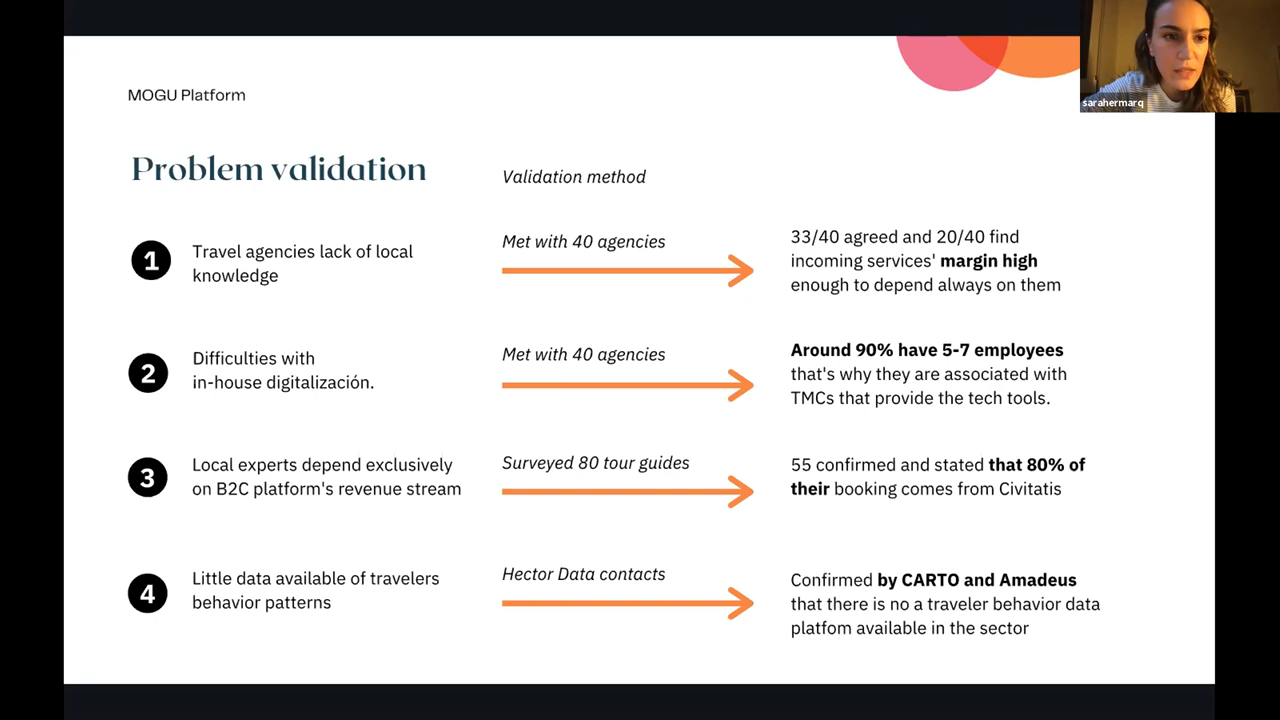 MOGU Platform
sarahermarq
Problem validation
Validation method
1
Travel agencies lack of local
knowledge
Met with 40 agencies
33/40 agreed and 20/40 find
incoming services' margin high
enough to depend always on them
2
Difficulties with
in-house digitalización.
Met with 40 agencies
Around 90% have 5-7 employees
that's why they are associated with
TMCs that provide the tech tools.
3
Local experts depend exclusively
on B2C platform's revenue stream
Surveyed 80 tour guides
55 confirmed and stated that 80% of
their booking comes from Civitatis
4
Little data available of travelers
behavior patterns
Hector Data contacts
Confirmed by CARTO and Amadeus
that there is no a traveler behavior data
platfom available in the sector